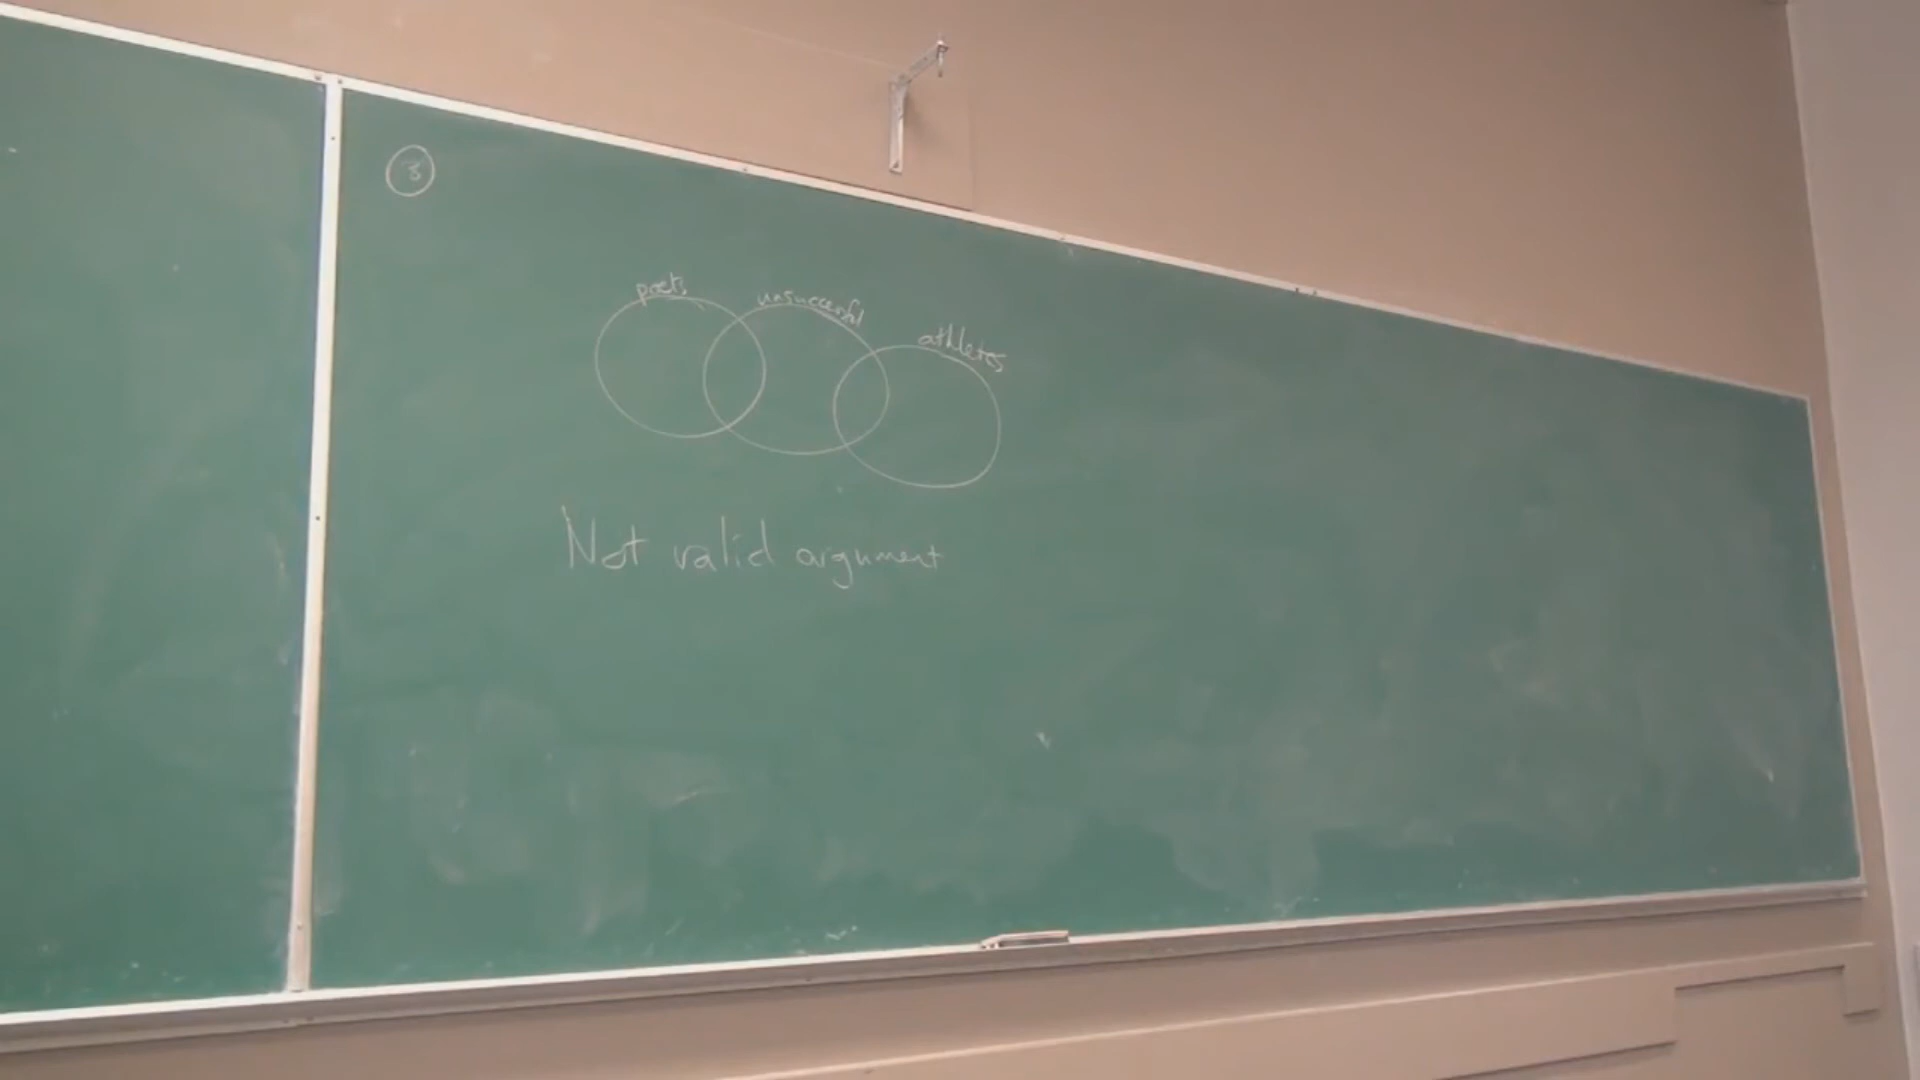 3
poets
unsuccessful
athletes
Not valid argument